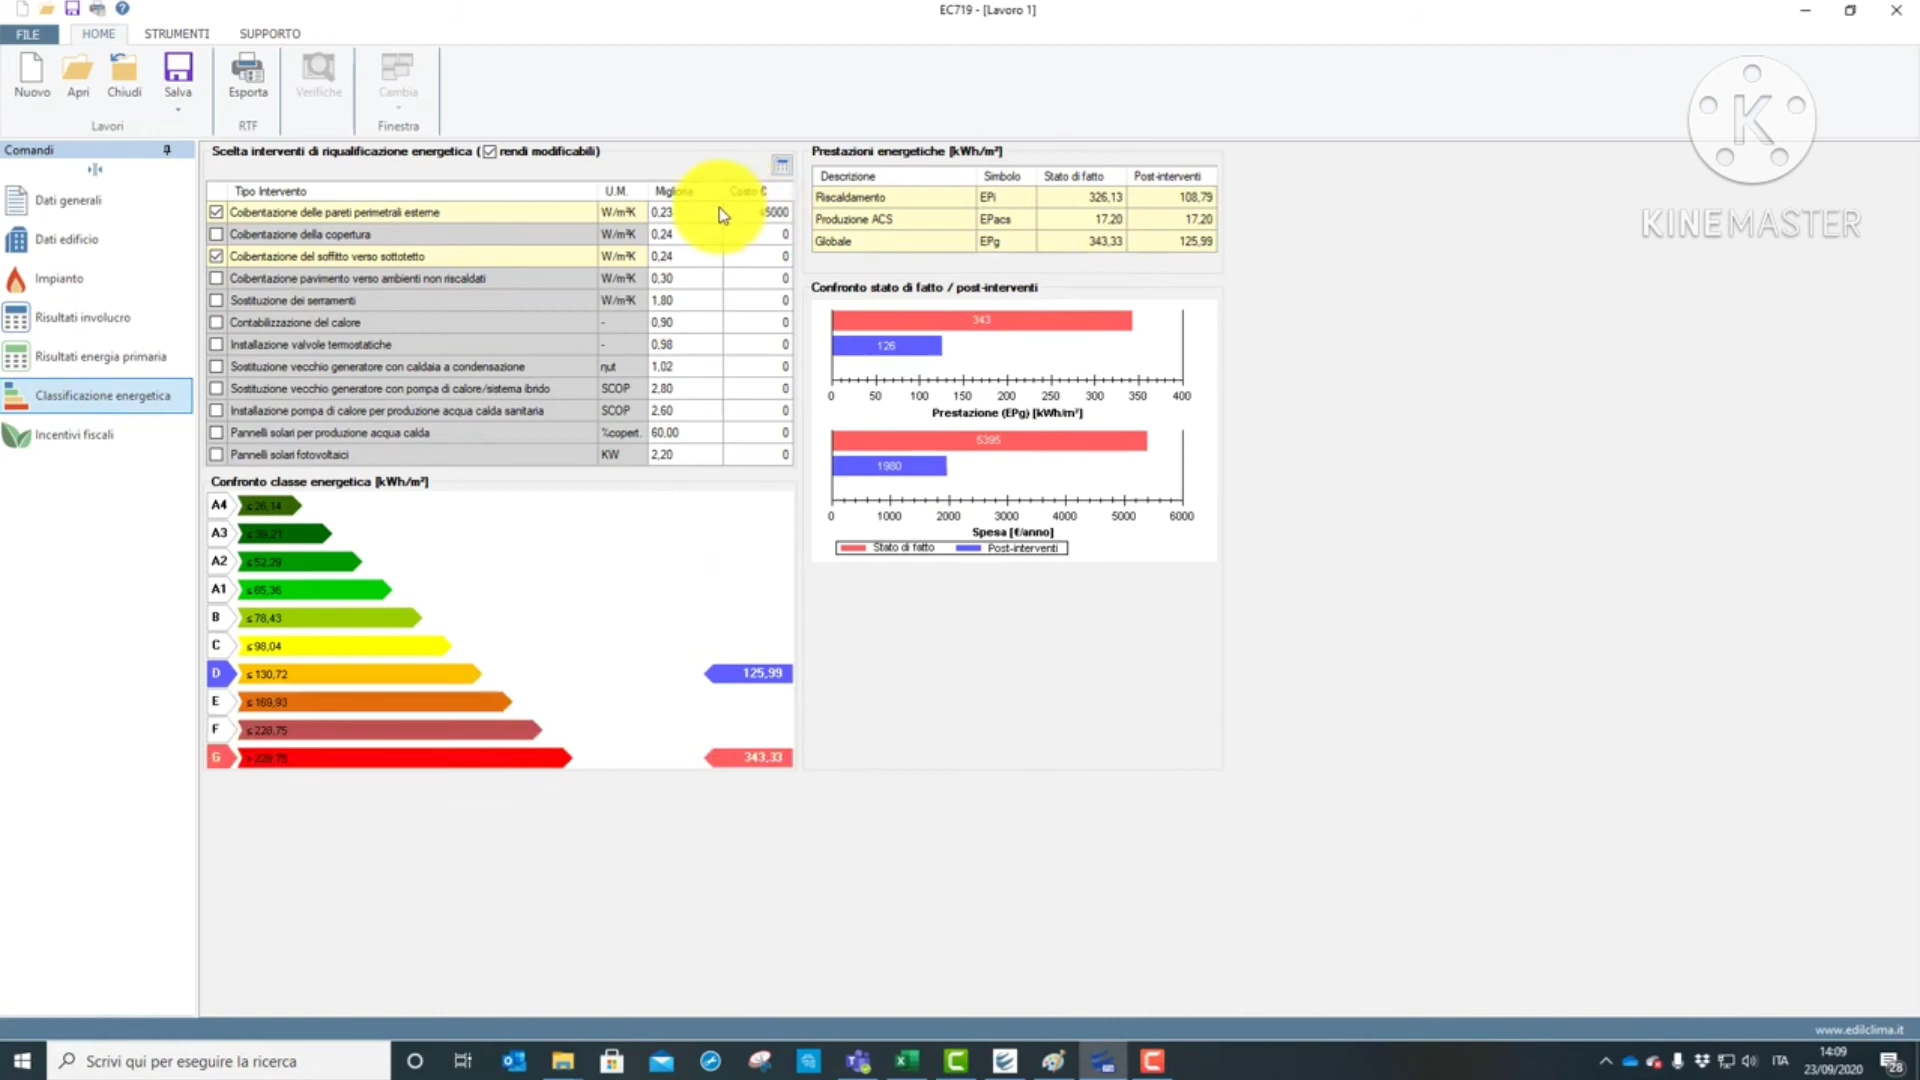 EC719 - [Lavoro 1]
FILE HOME STRUMENTI SUPPORTO
Nuovo Apri Chiudi Salva Esporta Verifiche Cambia
Lavori RTF Finestra
KINEMASTER
Comandi
Dati generali
Dati edificio
Impianto
Risultati involucro
Risultati energia primaria
Classificazione energetica
Incentivi fiscali
Scelta interventi di riqualificazione energetica ( rendi modificabili)
Tipo Intervento U.M. Costo €
Coibentazione delle pareti perimetrali esterne W/m²K 0,23
Coibentazione della copertura W/m²K 0,24 0
Coibentazione del soffitto verso sottotetto W/m²K 0,24 0
Coibentazione pavimento verso ambienti non riscaldati W/m²K 0,30 0
Sostituzione dei serramenti W/m²K 1,80 0
Contabilizzazione del calore - 0,90 0
Installazione valvole termostatiche - 0,98 0
Sostituzione vecchio generatore con caldaia a condensazione ηut 1,02 0
Sostituzione vecchio generatore con pompa di calore/sistema ibrido SCOP 2,80 0
Installazione pompa di calore per produzione acqua calda sanitaria SCOP 2,60 0
Pannelli solari per produzione acqua calda %copert. 60,00 0
Pannelli solari fotovoltaici KW 2,20 0
Confronto classe energetica [kWh/m²]
A4 ≤ 26,14
A3 ≤ 39,21
A2 ≤ 52,29
A1 ≤ 65,36
B ≤ 78,43
C ≤ 98,04
D ≤ 130,72 125,99
E ≤ 169,93
F ≤ 228,75
G > 228,75 343,33
Prestazioni energetiche [kWh/m²]
Descrizione Simbolo Stato di fatto Post-interventi
Riscaldamento EPi 326,13 108,79
Produzione ACS EPacs 17,20 17,20
Globale EPg 343,33 125,99
Confronto stato di fatto / post-interventi
343
126
0 50 100 150 200 250 300 350 400
Prestazione (EPg) [kWh/m²]
5395
1980
0 1000 2000 3000 4000 5000 6000
Spesa [€/anno]
Stato di fatto Post-interventi
www.edilclima.it
Scrivi qui per eseguire la ricerca
ITA
14:09
23/09/2020
28